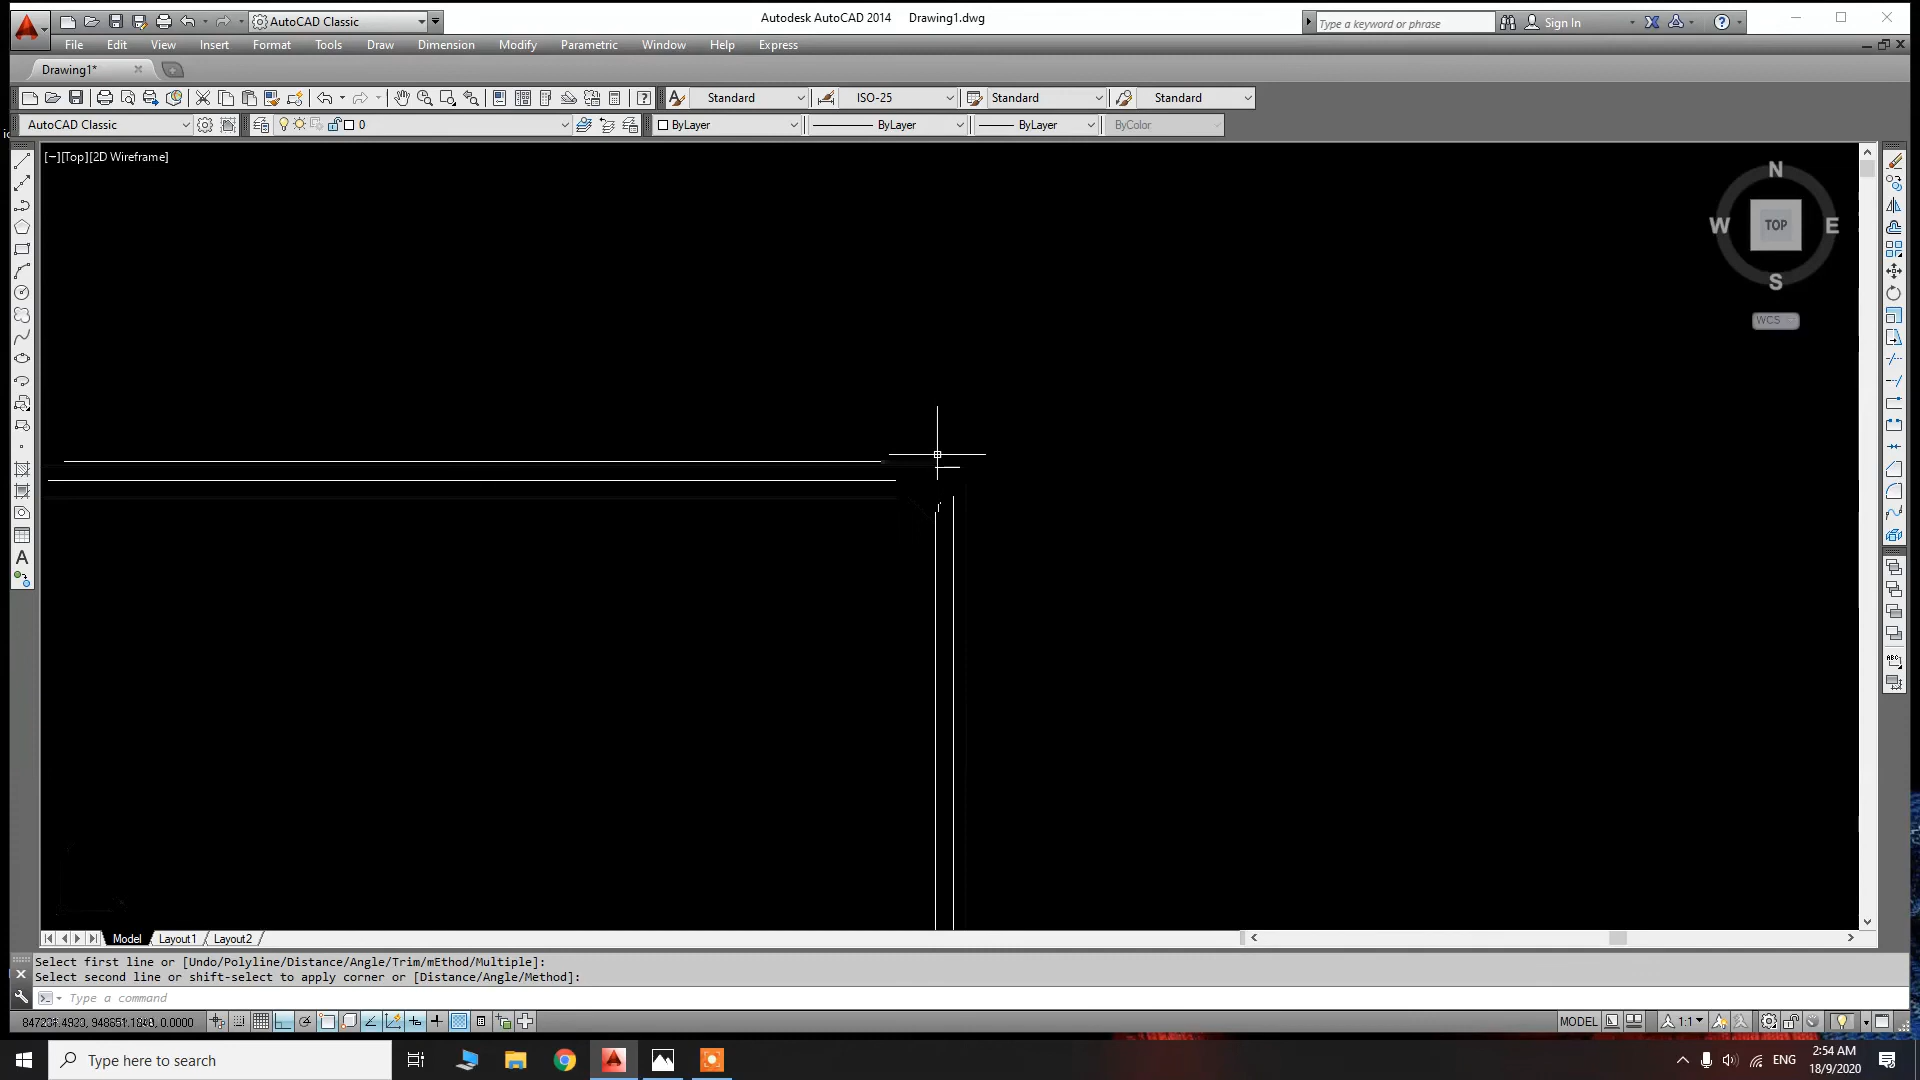 AutoCAD Classic
Autodesk AutoCAD 2014 Drawing1.dwg
Type a keyword or phrase
Sign In
File Edit View Insert Format Tools Draw Dimension Modify Parametric Window Help Express
Drawing1*
Standard ISO-25 Standard Standard
AutoCAD Classic 0 ByLayer ByLayer ByLayer ByColor
[−][Top][2D Wireframe]
N
W TOP E
S
WCS
A
Model Layout1 Layout2
Select first line or [Undo/Polyline/Distance/Angle/Trim/mEthod/Multiple]:
Select second line or shift-select to apply corner or [Distance/Angle/Method]:
Type a command
MODEL 1:1
Type here to search
ENG
2:54 AM
18/9/2020